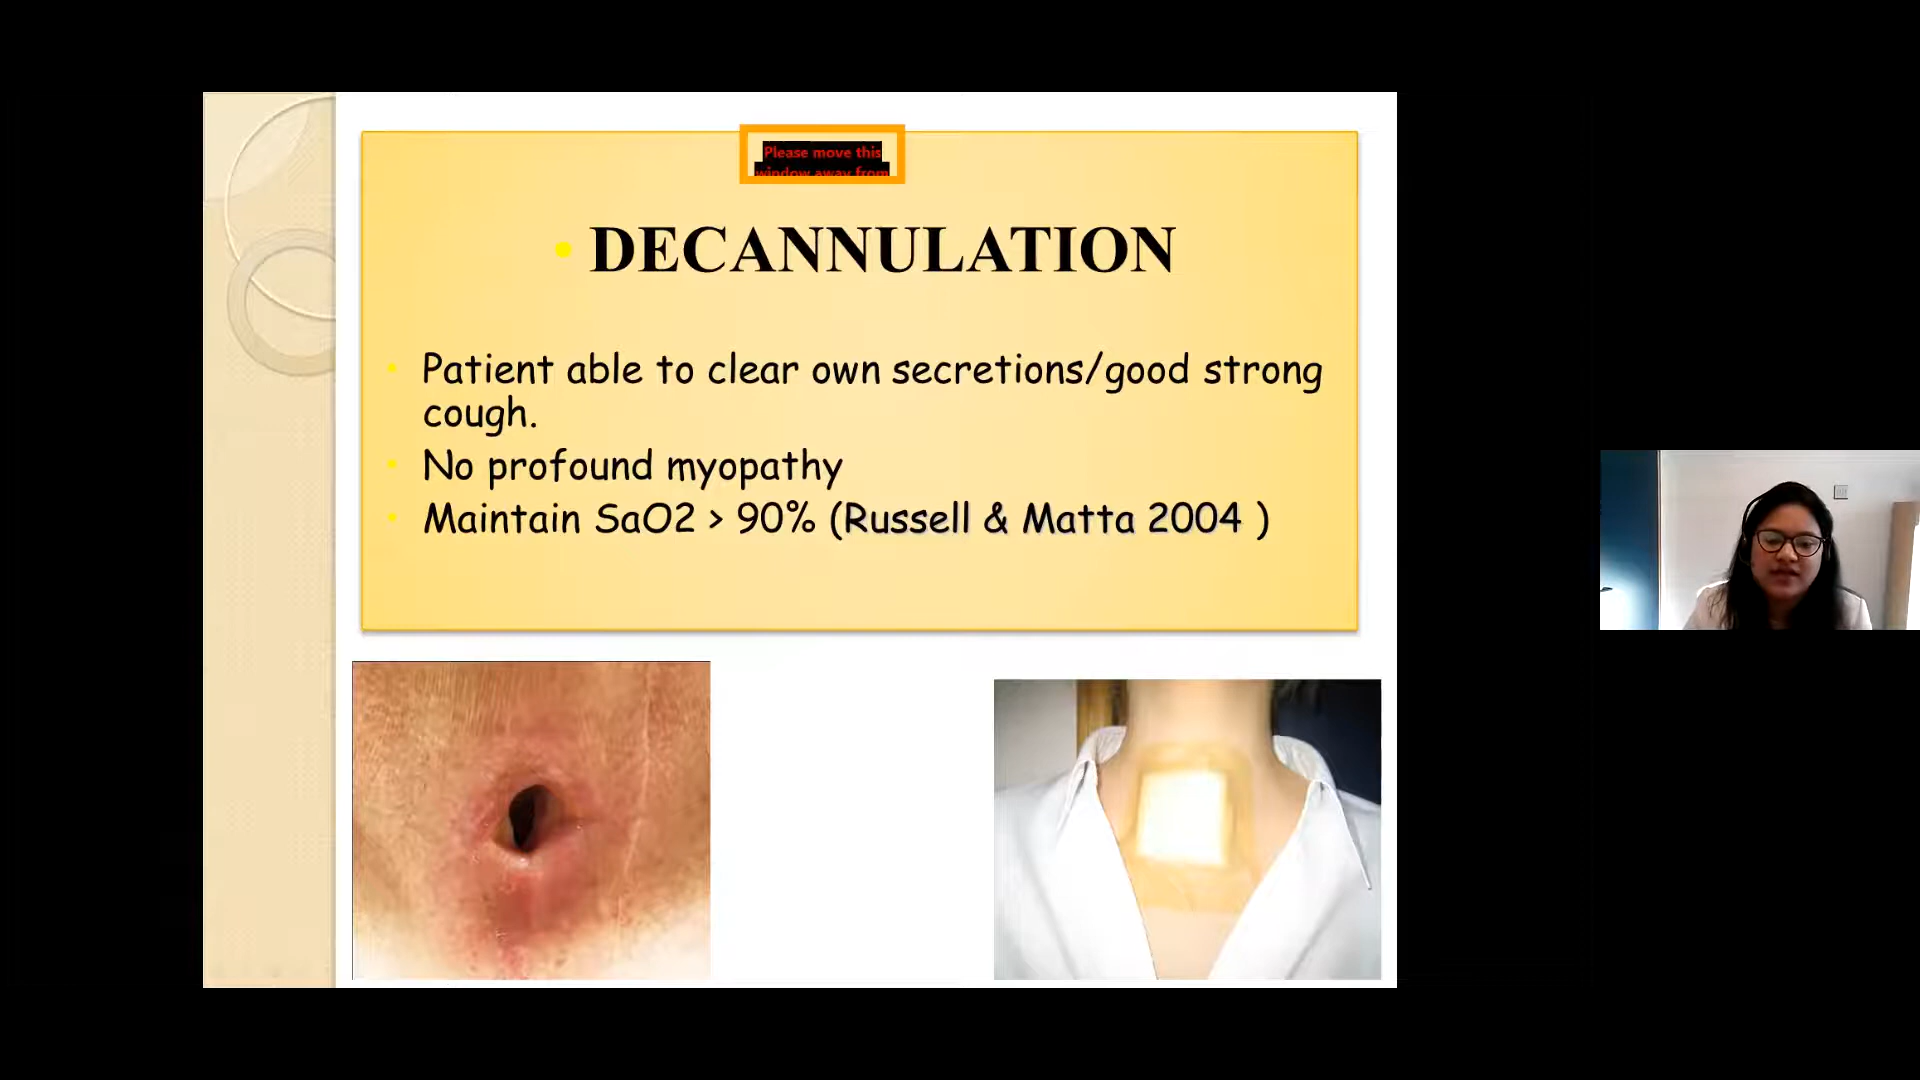 Please move this
window away from
• DECANNULATION
• Patient able to clear own secretions/good strong
cough.
• No profound myopathy
• Maintain SaO2 > 90% (Russell & Matta 2004 )